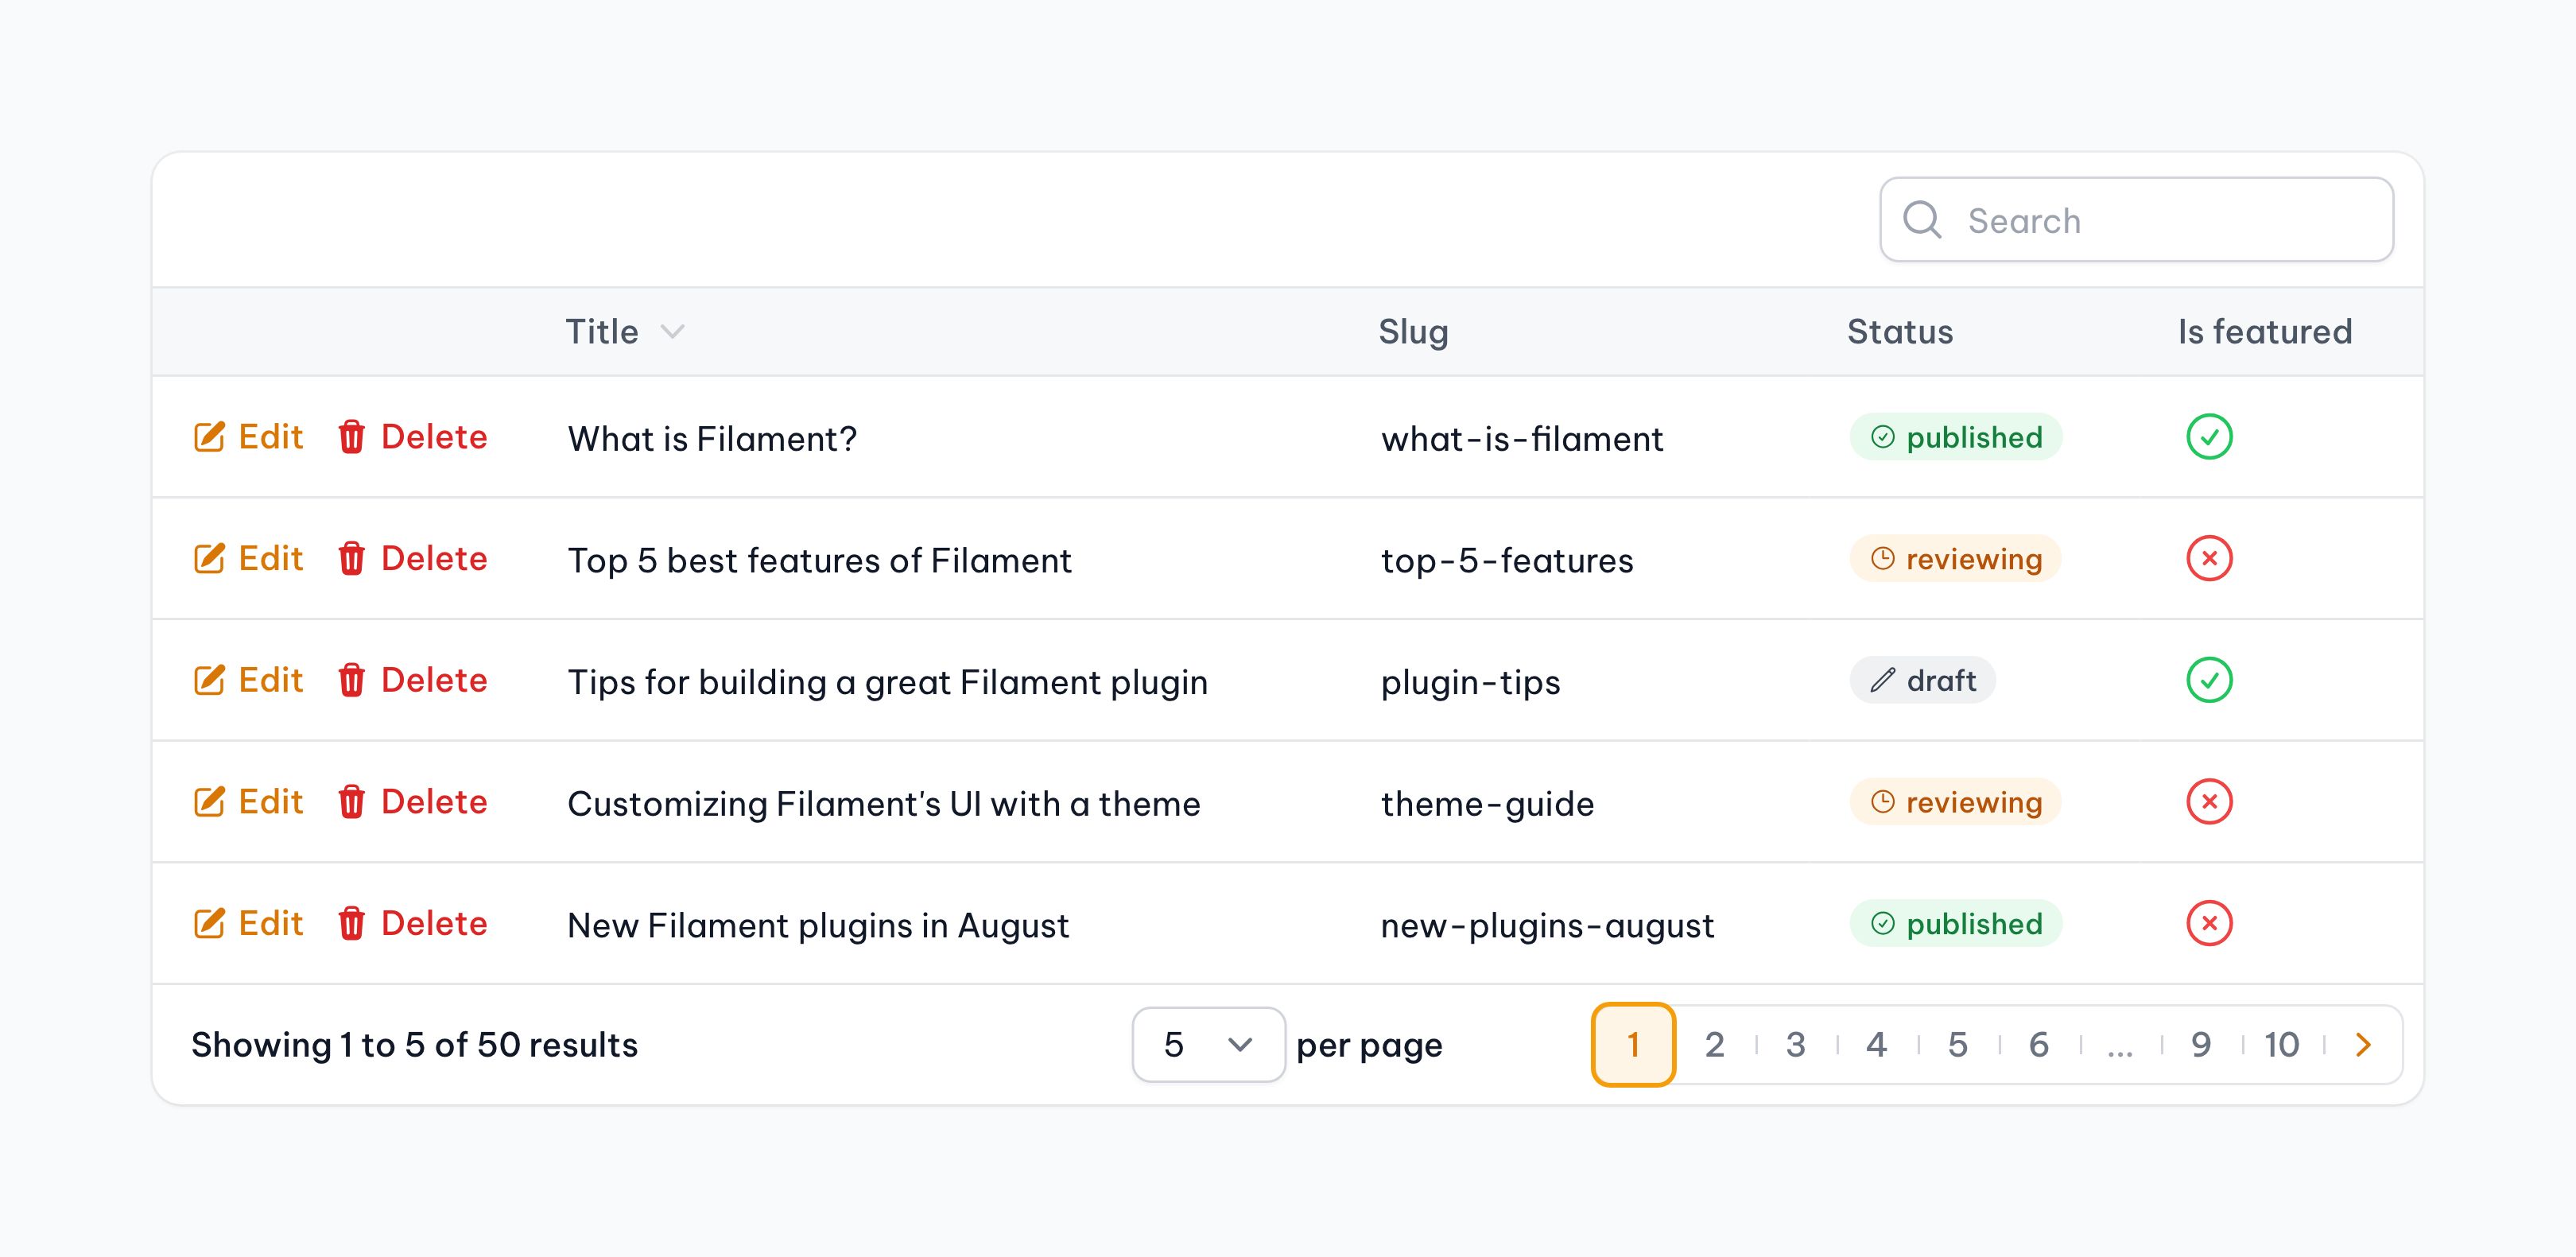 Search
Title Slug Status Is featured
Edit Delete What is Filament? what-is-filament published
Edit Delete Top 5 best features of Filament top-5-features reviewing
Edit Delete Tips for building a great Filament plugin plugin-tips draft
Edit Delete Customizing Filament's UI with a theme theme-guide reviewing
Edit Delete New Filament plugins in August new-plugins-august published
Showing 1 to 5 of 50 results 5 per page 1 2 3 4 5 6 ... 9 10